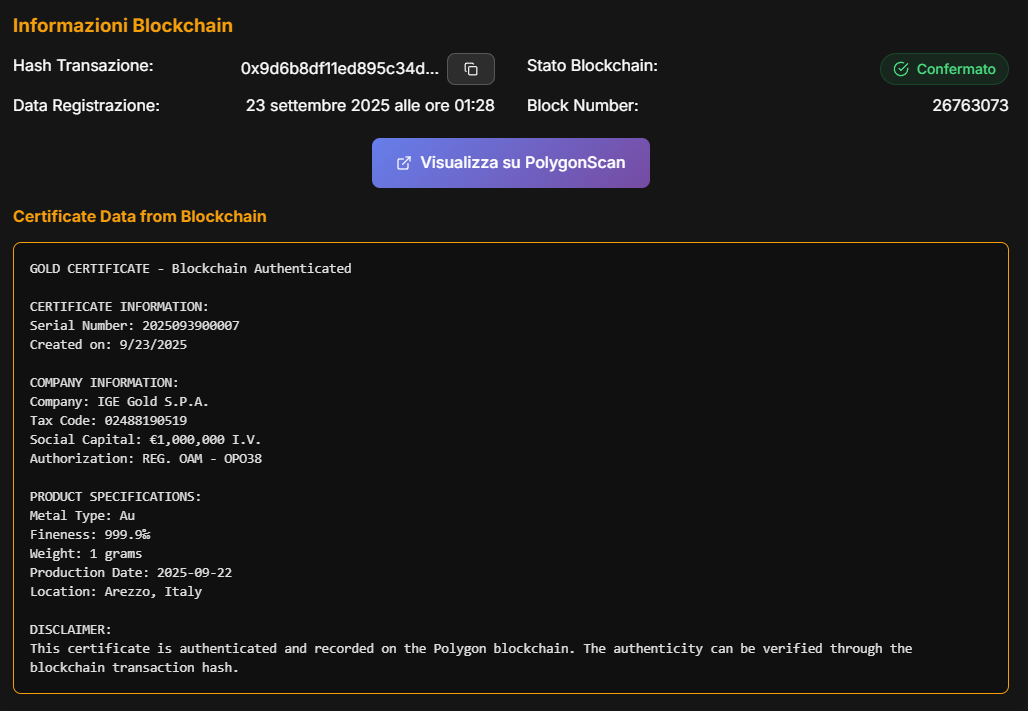 Informazioni Blockchain
Hash Transazione: 0x9d6b8df11ed895c34d...
Stato Blockchain: Confermato
Data Registrazione: 23 settembre 2025 alle ore 01:28
Block Number: 26763073
Visualizza su PolygonScan
Certificate Data from Blockchain
GOLD CERTIFICATE - Blockchain Authenticated
CERTIFICATE INFORMATION:
Serial Number: 2025093900007
Created on: 9/23/2025
COMPANY INFORMATION:
Company: IGE Gold S.P.A.
Tax Code: 02488190519
Social Capital: €1,000,000 I.V.
Authorization: REG. OAM - OPO38
PRODUCT SPECIFICATIONS:
Metal Type: Au
Fineness: 999.9‰
Weight: 1 grams
Production Date: 2025-09-22
Location: Arezzo, Italy
DISCLAIMER:
This certificate is authenticated and recorded on the Polygon blockchain. The authenticity can be verified through the
blockchain transaction hash.